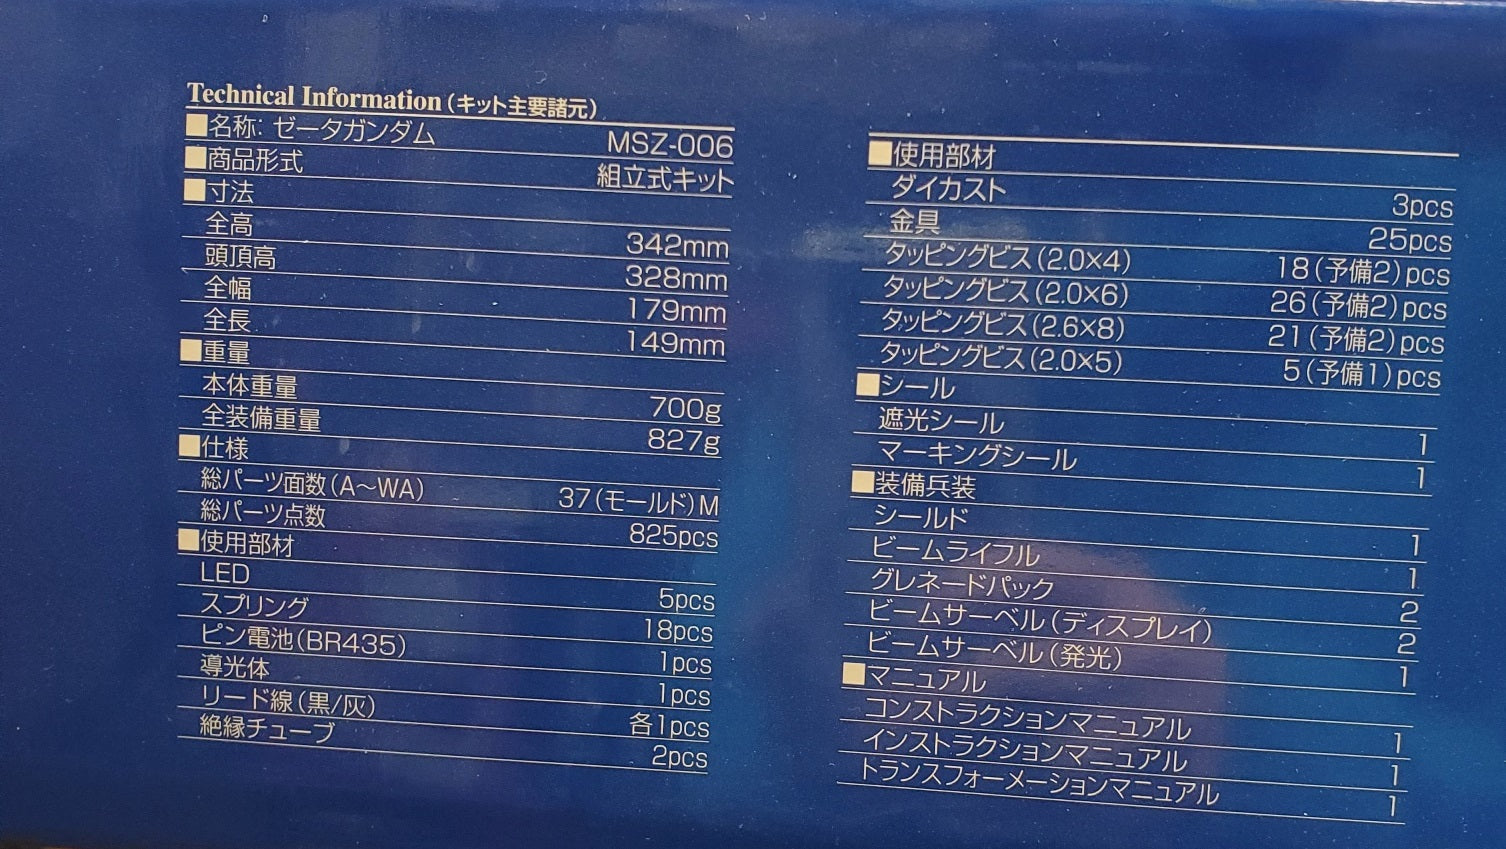 Technical Information(キット主要諸元)
■名称: ゼータガンダム MSZ-006
■商品形式 組立式キット
■寸法
全高 342mm
頭頂高 328mm
全幅 179mm
全長 149mm
■重量
本体重量 700g
全装備重量 827g
■仕様
総パーツ面数(A〜WA) 37(モールド)M
総パーツ点数 825pcs
■使用部材
LED 5pcs
スプリング 18pcs
ピン電池(BR435) 1pcs
導光体 1pcs
リード線(黒/灰) 各1pcs
絶縁チューブ 2pcs
■使用部材
ダイカスト 3pcs
金具 25pcs
タッピングビス(2.0×4) 18(予備2)pcs
タッピングビス(2.0×6) 26(予備2)pcs
タッピングビス(2.6×8) 21(予備2)pcs
タッピングビス(2.0×5) 5(予備1)pcs
■シール
遮光シール 1
マーキングシール 1
■装備兵装
シールド 1
ビームライフル 1
グレネードパック 2
ビームサーベル(ディスプレイ) 2
ビームサーベル(発光) 1
■マニュアル
コンストラクションマニュアル 1
インストラクションマニュアル 1
トランスフォーメーションマニュアル 1